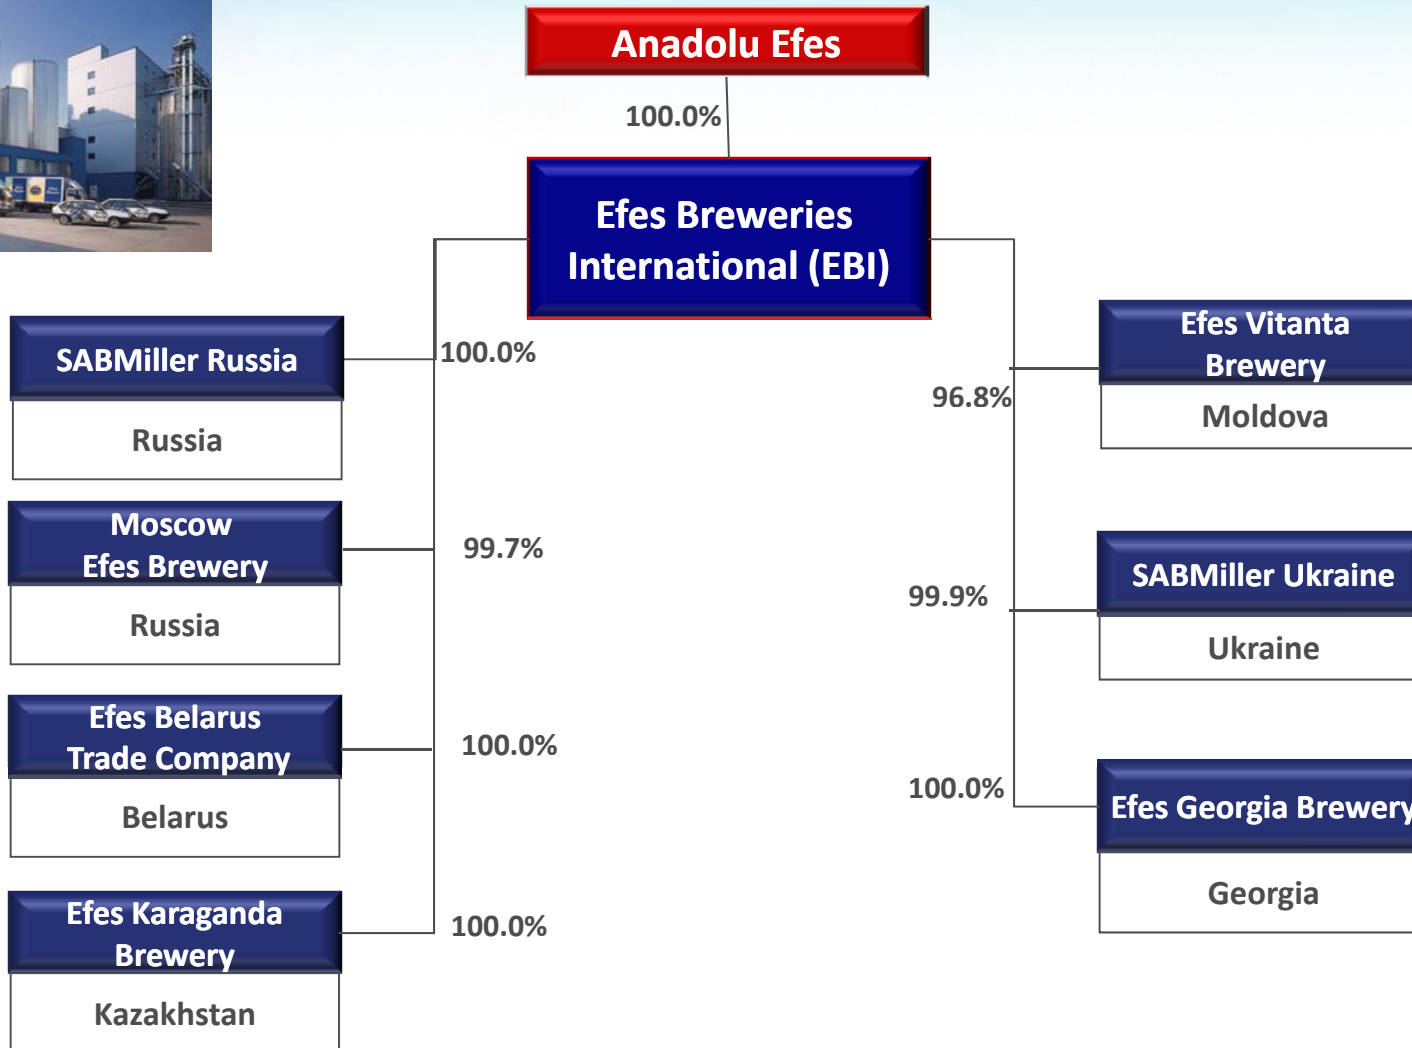 Anadolu Efes
100.0%
Efes Breweries
International (EBI)
SABMiller Russia
Russia
100.0%
Moscow
Efes Brewery
Russia
99.7%
Efes Belarus
Trade Company
Belarus
100.0%
Efes Karaganda
Brewery
Kazakhstan
100.0%
Efes Vitanta
Brewery
Moldova
96.8%
SABMiller Ukraine
Ukraine
99.9%
Efes Georgia Brewery
Georgia
100.0%